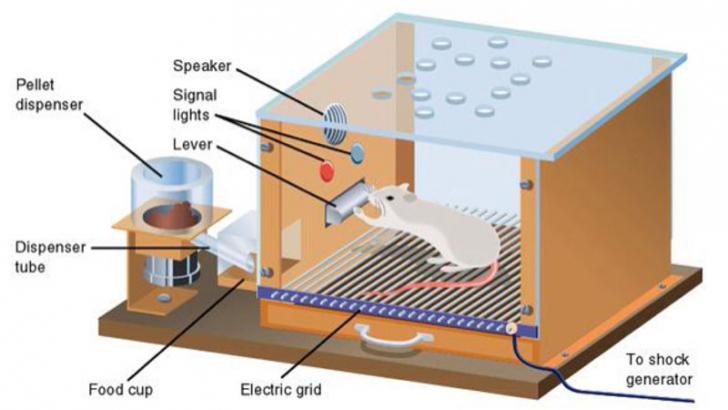 Speaker
Pellet
dispenser
Signal
lights
Lever
Dispenser
tube
Food cup
Electric grid
To shock
generator